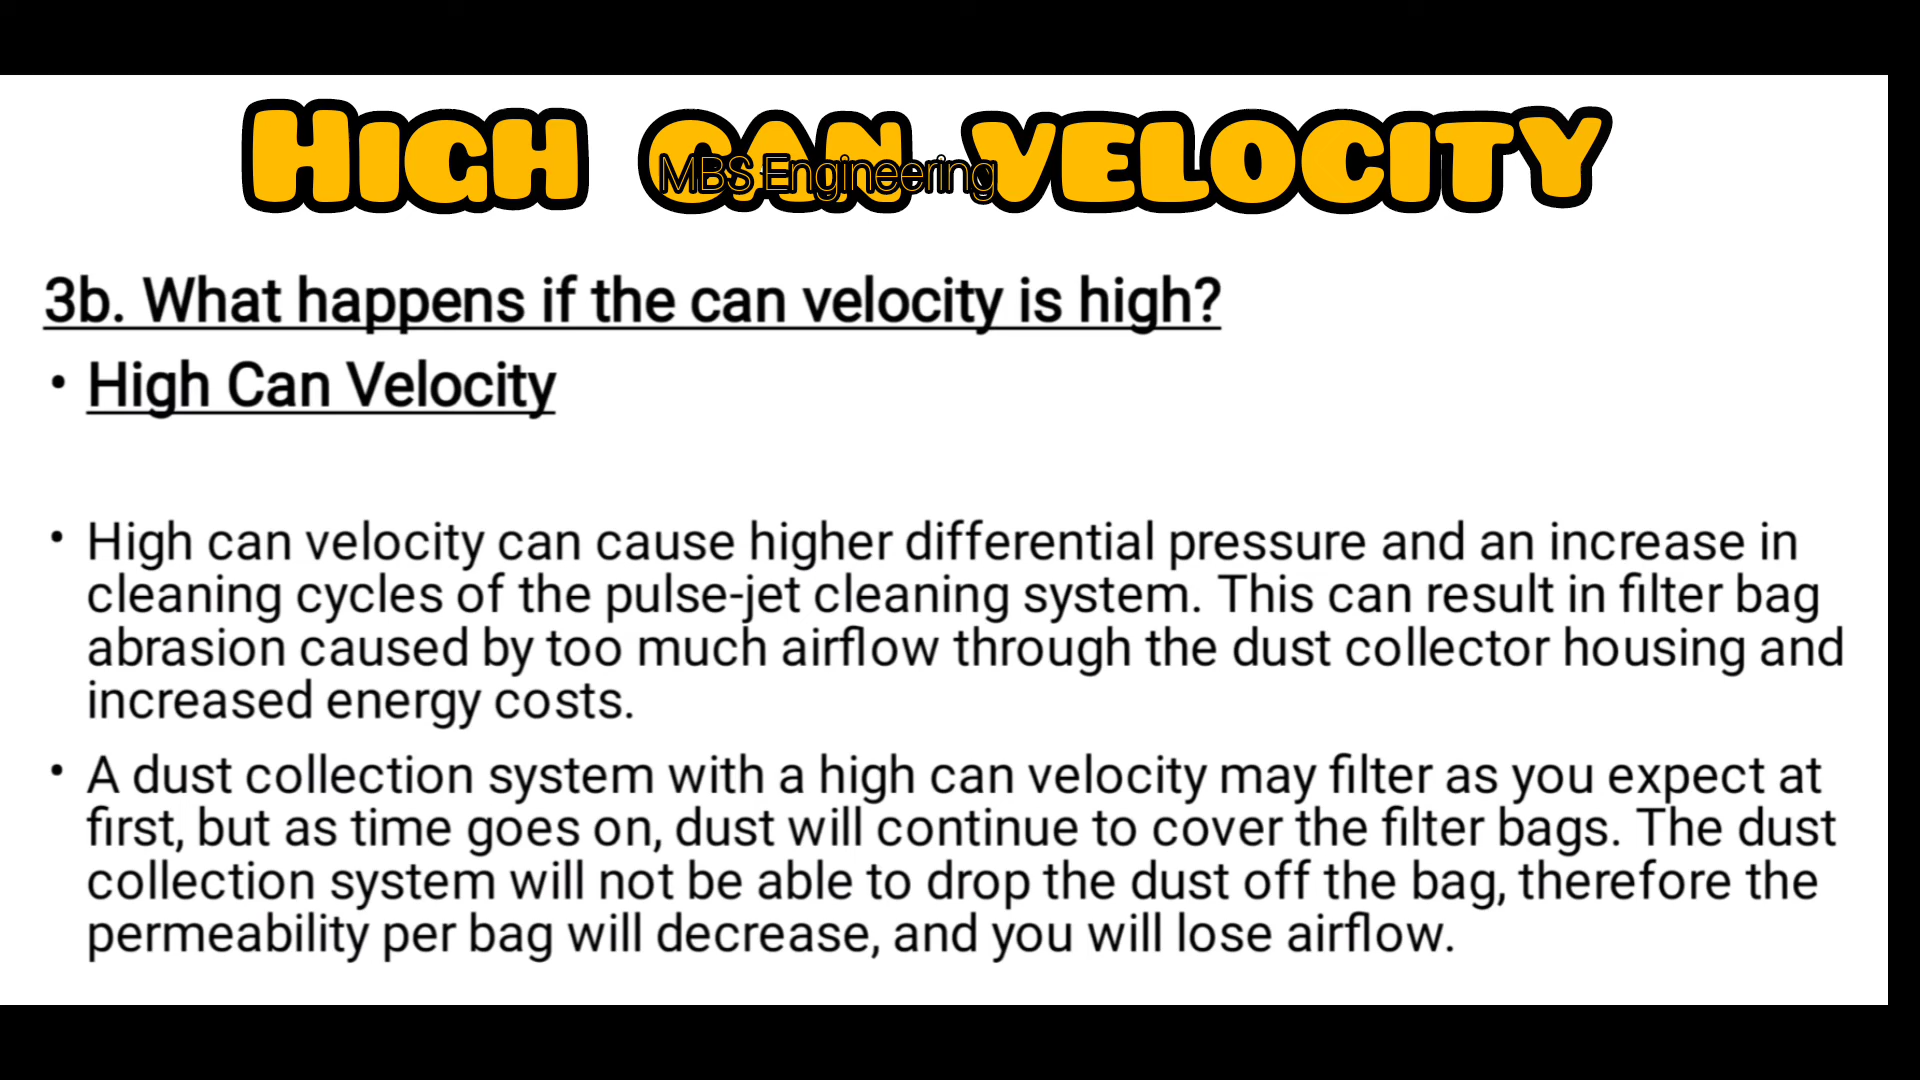 HIGH CAN VELOCITY
MBS Engineering
3b. What happens if the can velocity is high?
• High Can Velocity
• High can velocity can cause higher differential pressure and an increase in
cleaning cycles of the pulse-jet cleaning system. This can result in filter bag
abrasion caused by too much airflow through the dust collector housing and
increased energy costs.
• A dust collection system with a high can velocity may filter as you expect at
first, but as time goes on, dust will continue to cover the filter bags. The dust
collection system will not be able to drop the dust off the bag, therefore the
permeability per bag will decrease, and you will lose airflow.